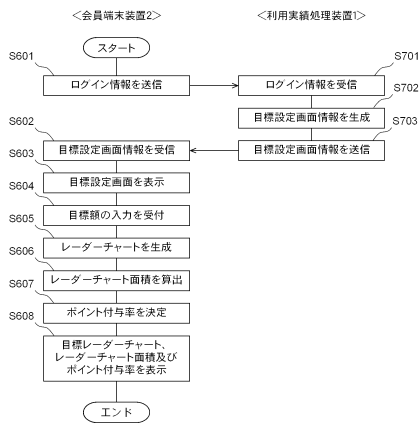 ＜会員端末装置2＞
＜利用実績処理装置1＞
スタート
S601
ログイン情報を送信
S701
ログイン情報を受信
S702
目標設定画面情報を生成
S703
目標設定画面情報を送信
S602
目標設定画面情報を受信
S603
目標設定画面を表示
S604
目標額の入力を受付
S605
レーダーチャートを生成
S606
レーダーチャート面積を算出
S607
ポイント付与率を決定
S608
目標レーダーチャート、
レーダーチャート面積及び
ポイント付与率を表示
エンド